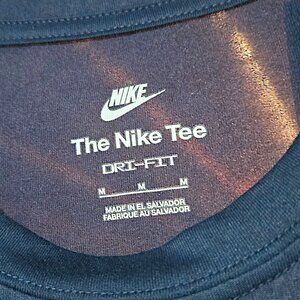 NIKE
The Nike Tee
DRI-FIT
M M M
MADE IN EL SALVADOR
FABRIQUE AU SALVADOR